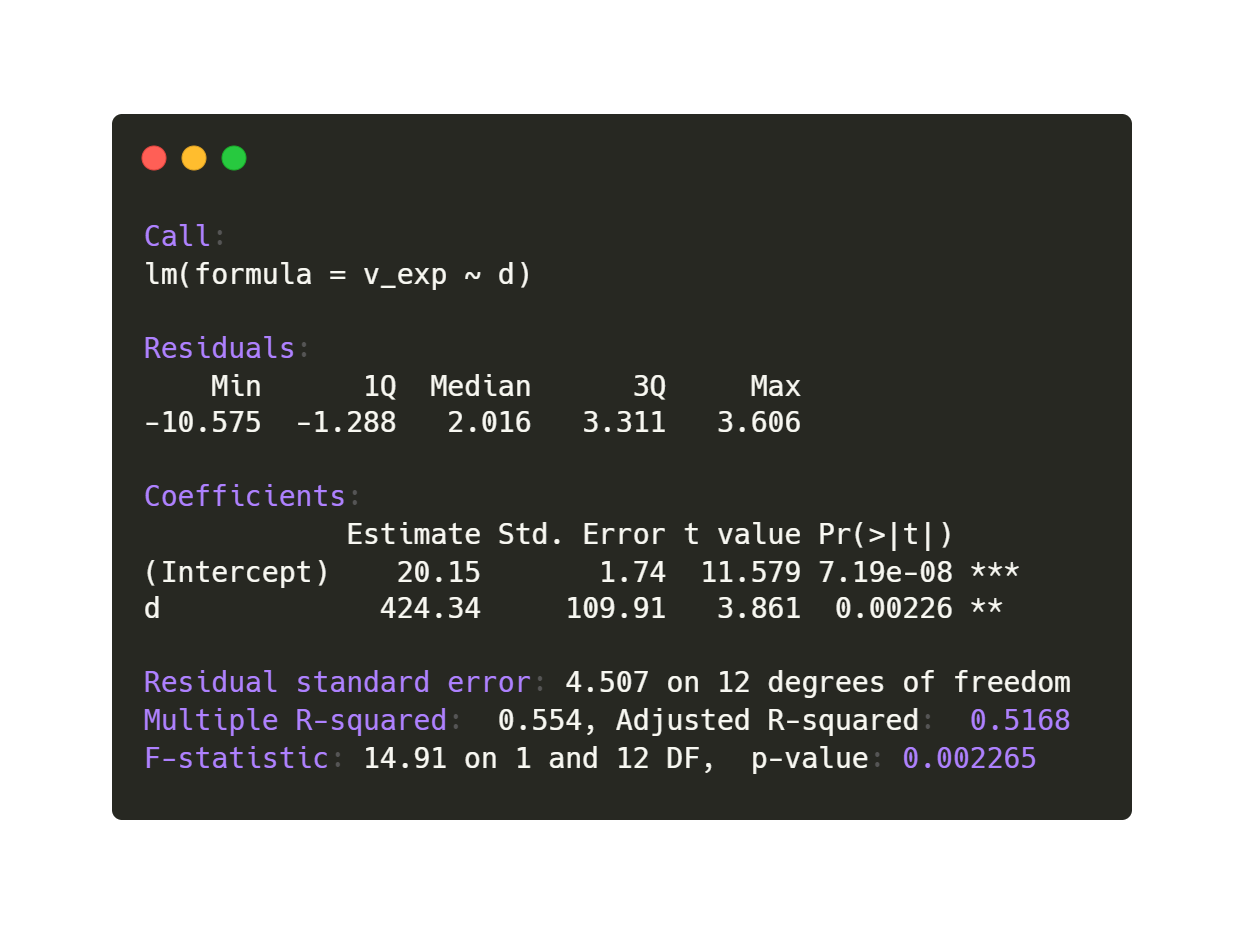 Call:
lm(formula = v_exp ~ d)
Residuals:
    Min      1Q  Median      3Q     Max
-10.575  -1.288   2.016   3.311   3.606
Coefficients:
            Estimate Std. Error t value Pr(>|t|)
(Intercept)    20.15       1.74  11.579 7.19e-08 ***
d             424.34     109.91   3.861  0.00226 **
Residual standard error: 4.507 on 12 degrees of freedom
Multiple R-squared:  0.554, Adjusted R-squared:  0.5168
F-statistic: 14.91 on 1 and 12 DF,  p-value: 0.002265